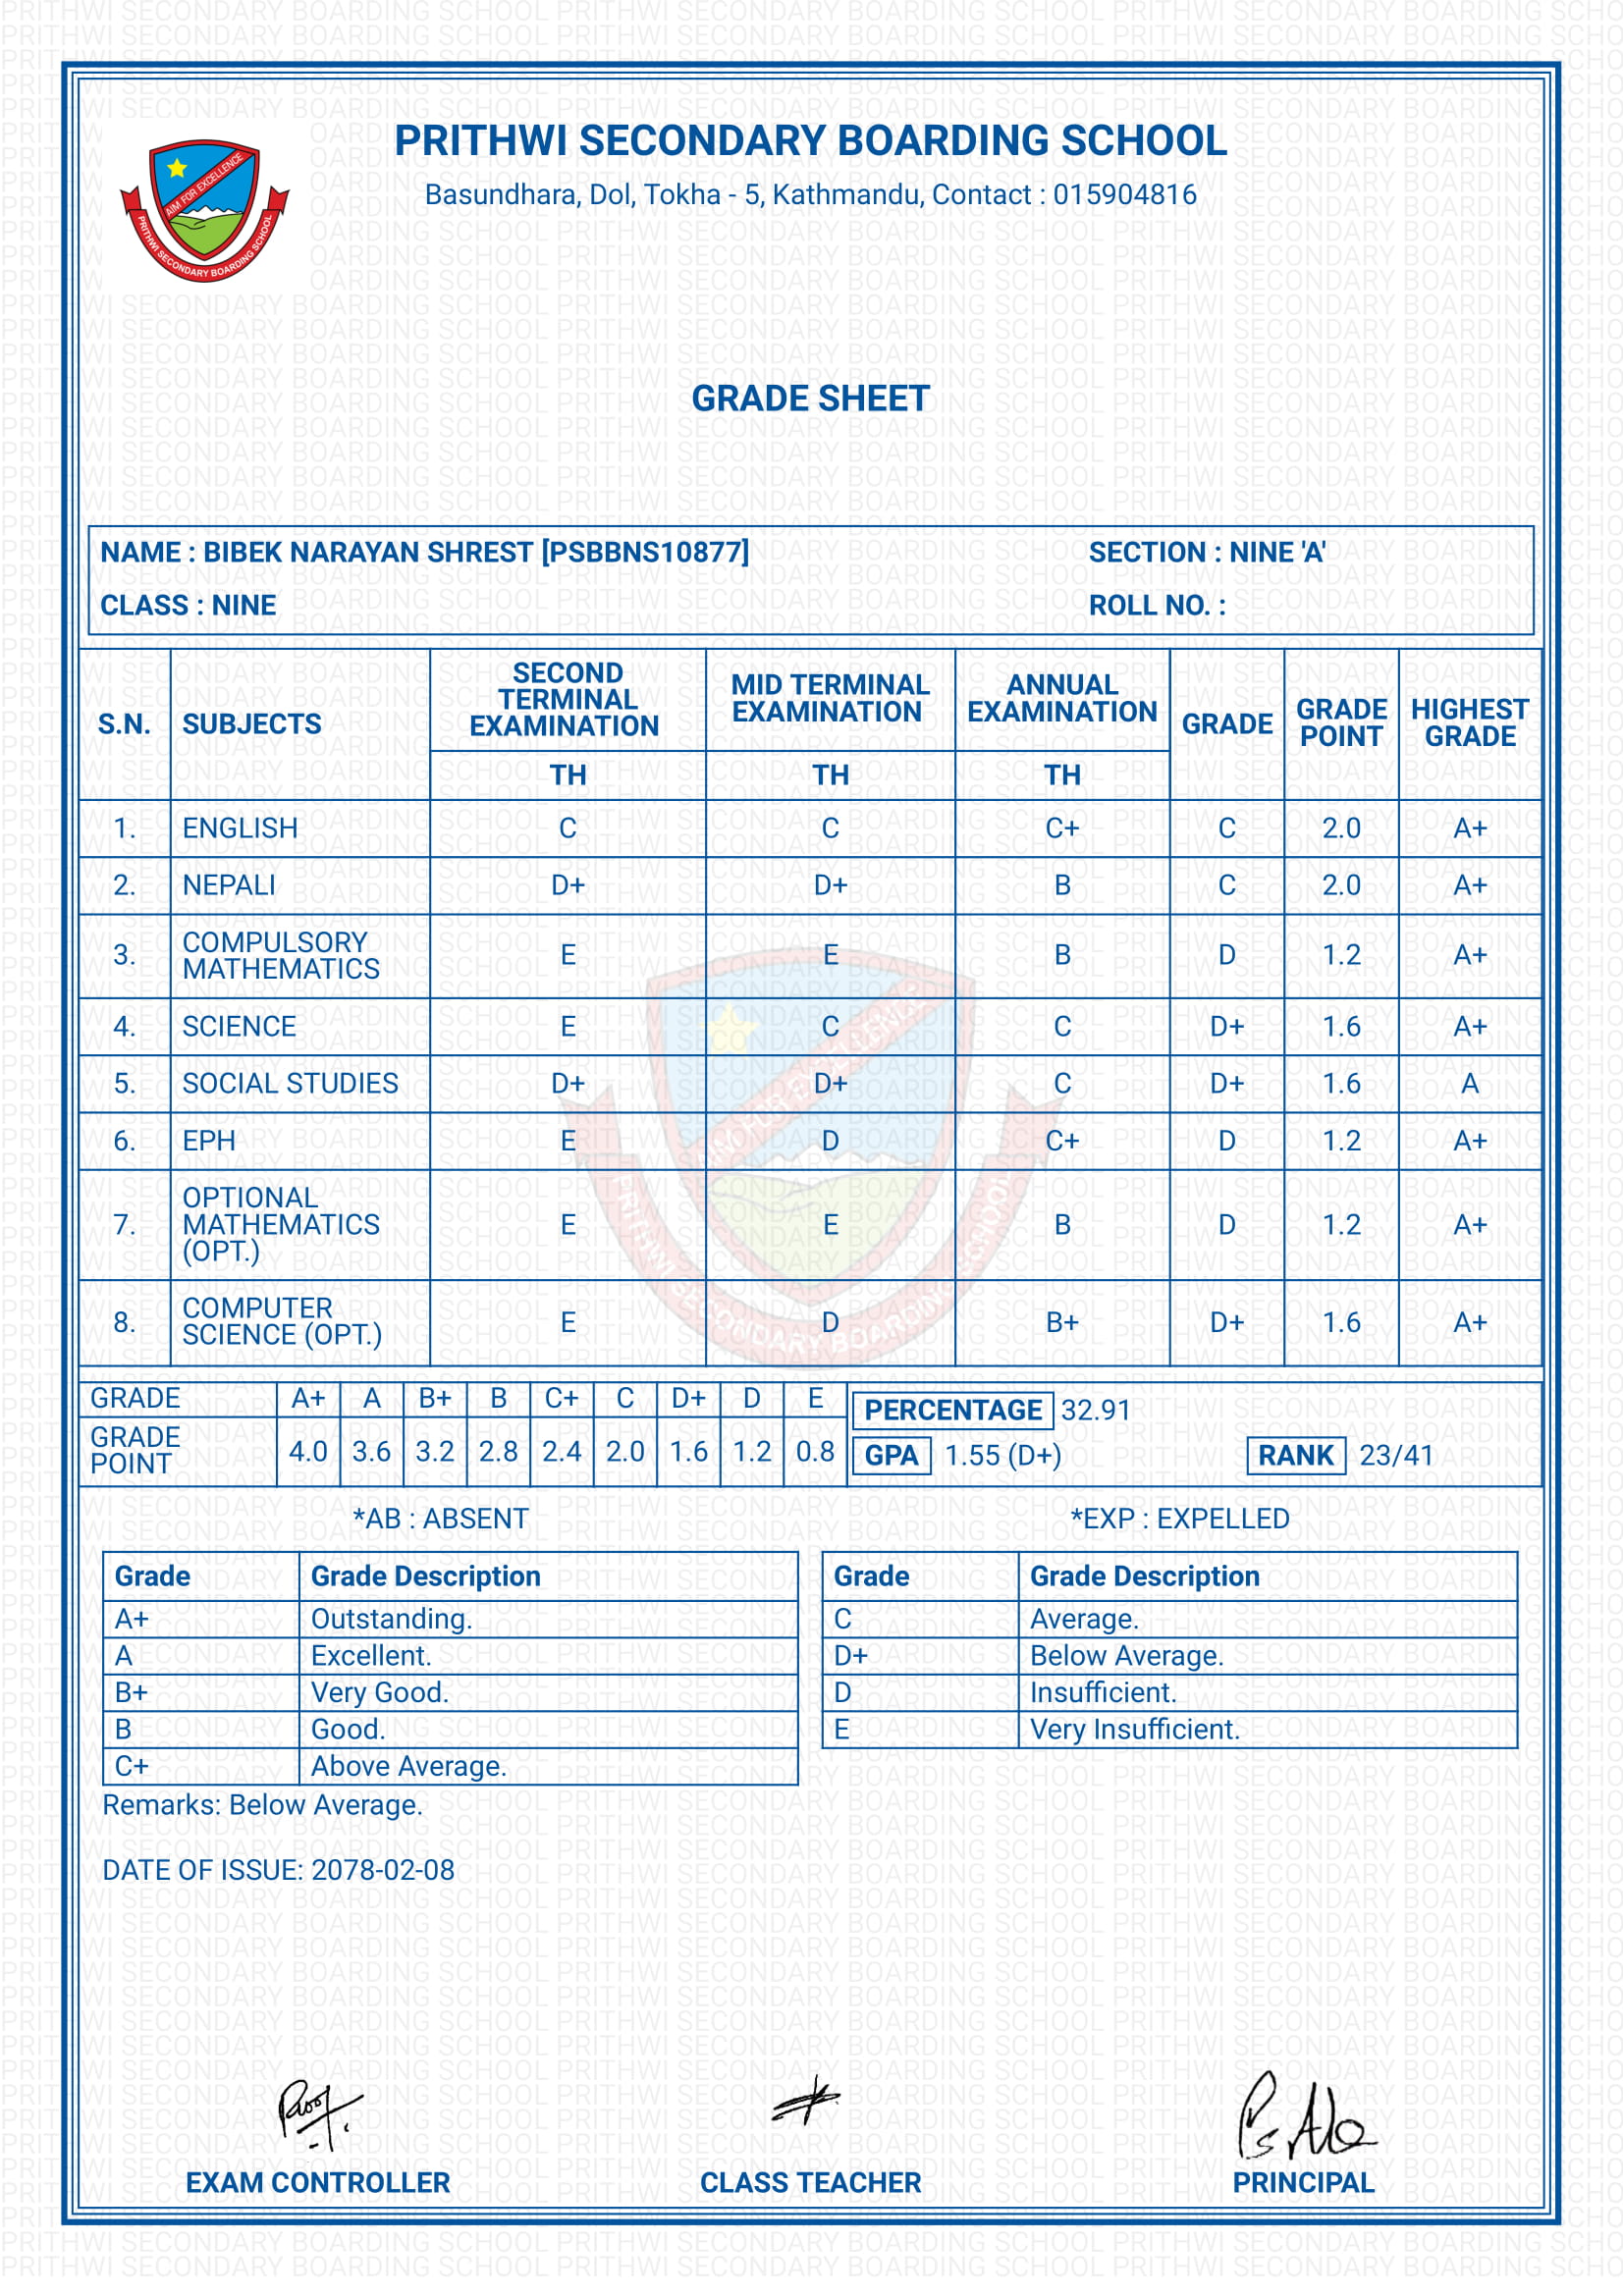 PRITHWI SECONDARY BOARDING SCHOOL
Basundhara, Dol, Tokha - 5, Kathmandu, Contact : 015904816
AIM FOR EXCELLENCE
PRITHWI SECONDARY BOARDING SCHOOL
GRADE SHEET
NAME : BIBEK NARAYAN SHREST [PSBBNS10877] SECTION : NINE 'A'
CLASS : NINE ROLL NO. :
S.N. SUBJECTS SECOND TERMINAL EXAMINATION MID TERMINAL EXAMINATION ANNUAL EXAMINATION GRADE GRADE POINT HIGHEST GRADE
TH TH TH
1. ENGLISH C C C+ C 2.0 A+
2. NEPALI D+ D+ B C 2.0 A+
3. COMPULSORY MATHEMATICS E E B D 1.2 A+
4. SCIENCE E C C D+ 1.6 A+
5. SOCIAL STUDIES D+ D+ C D+ 1.6 A
6. EPH E D C+ D 1.2 A+
7. OPTIONAL MATHEMATICS (OPT.) E E B D 1.2 A+
8. COMPUTER SCIENCE (OPT.) E D B+ D+ 1.6 A+
GRADE A+ A B+ B C+ C D+ D E
GRADE POINT 4.0 3.6 3.2 2.8 2.4 2.0 1.6 1.2 0.8
PERCENTAGE 32.91
GPA 1.55 (D+) RANK 23/41
*AB : ABSENT *EXP : EXPELLED
Grade Grade Description
A+ Outstanding.
A Excellent.
B+ Very Good.
B Good.
C+ Above Average.
Grade Grade Description
C Average.
D+ Below Average.
D Insufficient.
E Very Insufficient.
Remarks: Below Average.
DATE OF ISSUE: 2078-02-08
EXAM CONTROLLER CLASS TEACHER PRINCIPAL